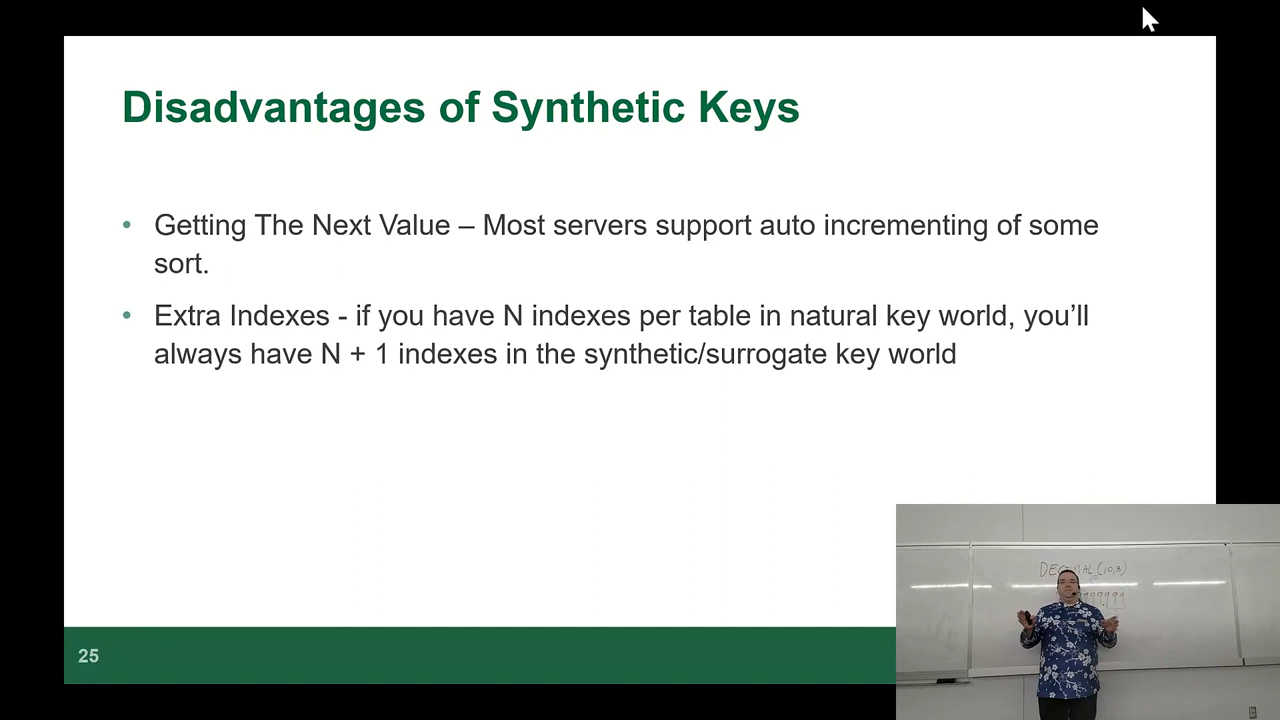 Disadvantages of Synthetic Keys
• Getting The Next Value – Most servers support auto incrementing of some
sort.
• Extra Indexes - if you have N indexes per table in natural key world, you’ll
always have N + 1 indexes in the synthetic/surrogate key world
25